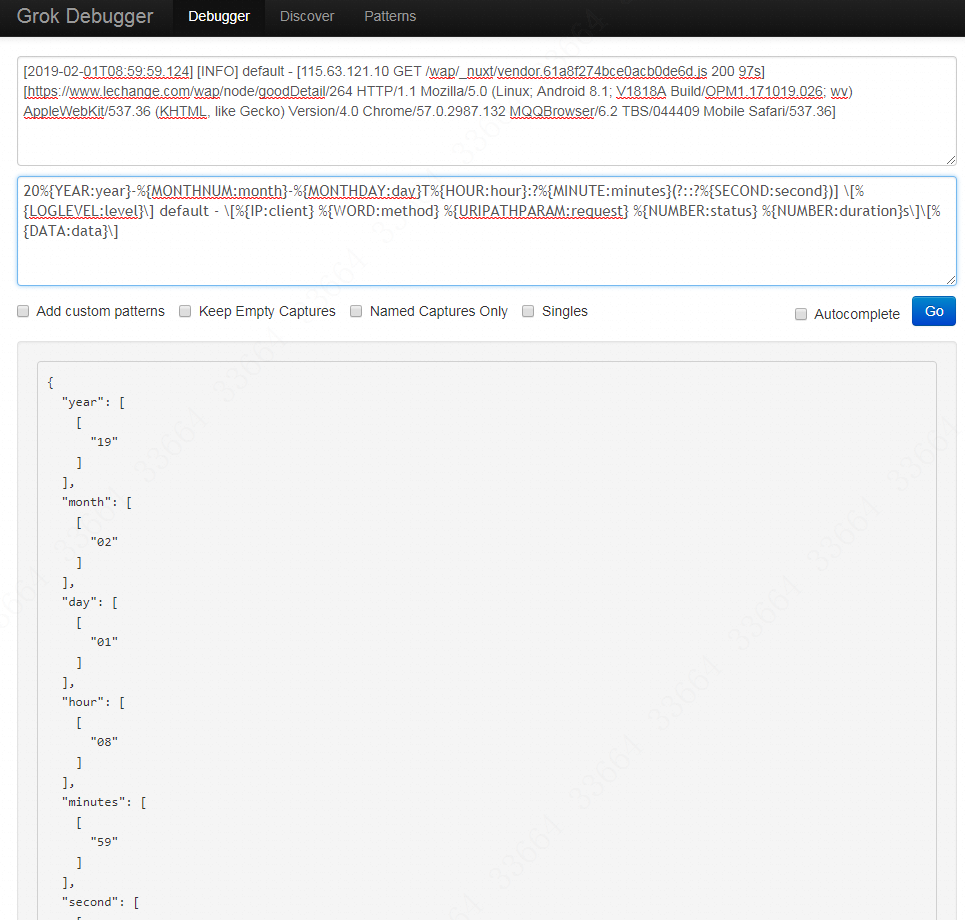 Grok Debugger Debugger Discover Patterns
[2019-02-01T08:59:59.124] [INFO] default - [115.63.121.10 GET /wap/_nuxt/vendor.61a8f274bce0acb0de6d.js 200 97s]
[https://www.lechange.com/wap/node/goodDetail/264 HTTP/1.1 Mozilla/5.0 (Linux; Android 8.1; V1818A Build/OPM1.171019.026; wv)
AppleWebKit/537.36 (KHTML, like Gecko) Version/4.0 Chrome/57.0.2987.132 MQQBrowser/6.2 TBS/044409 Mobile Safari/537.36]
20%{YEAR:year}-%{MONTHNUM:month}-%{MONTHDAY:day}T%{HOUR:hour}:?%{MINUTE:minutes}(?::?%{SECOND:second})] \[%
{LOGLEVEL:level}\] default - \[%{IP:client} %{WORD:method} %{URIPATHPARAM:request} %{NUMBER:status} %{NUMBER:duration}s\]\[%
{DATA:data}\]
Add custom patterns Keep Empty Captures Named Captures Only Singles Autocomplete Go
{
"year": [
[
"19"
]
],
"month": [
[
"02"
]
],
"day": [
[
"01"
]
],
"hour": [
[
"08"
]
],
"minutes": [
[
"59"
]
],
"second": [
[